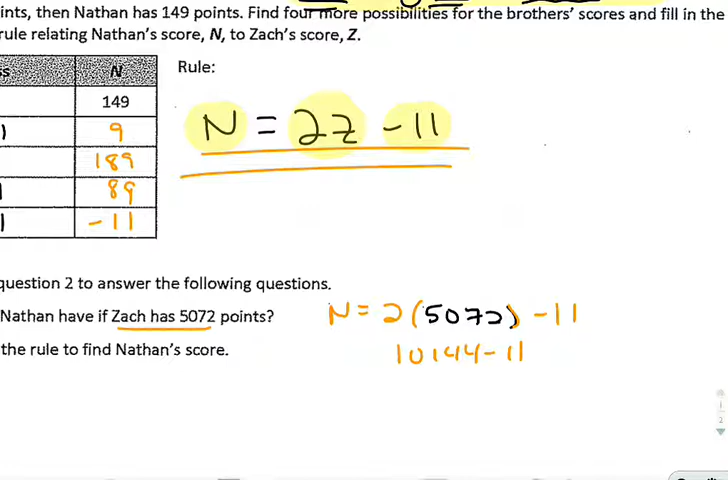 ints, then Nathan has 149 points. Find four more possibilities for the brothers' scores and fill in the
rule relating Nathan's score, N, to Zach's score, Z.
N
Rule:
149
N = 2Z - 11
9
189
89
-11
question 2 to answer the following questions.
Nathan have if Zach has 5072 points?
N = 2(5072) - 11
the rule to find Nathan's score.
10144 - 11